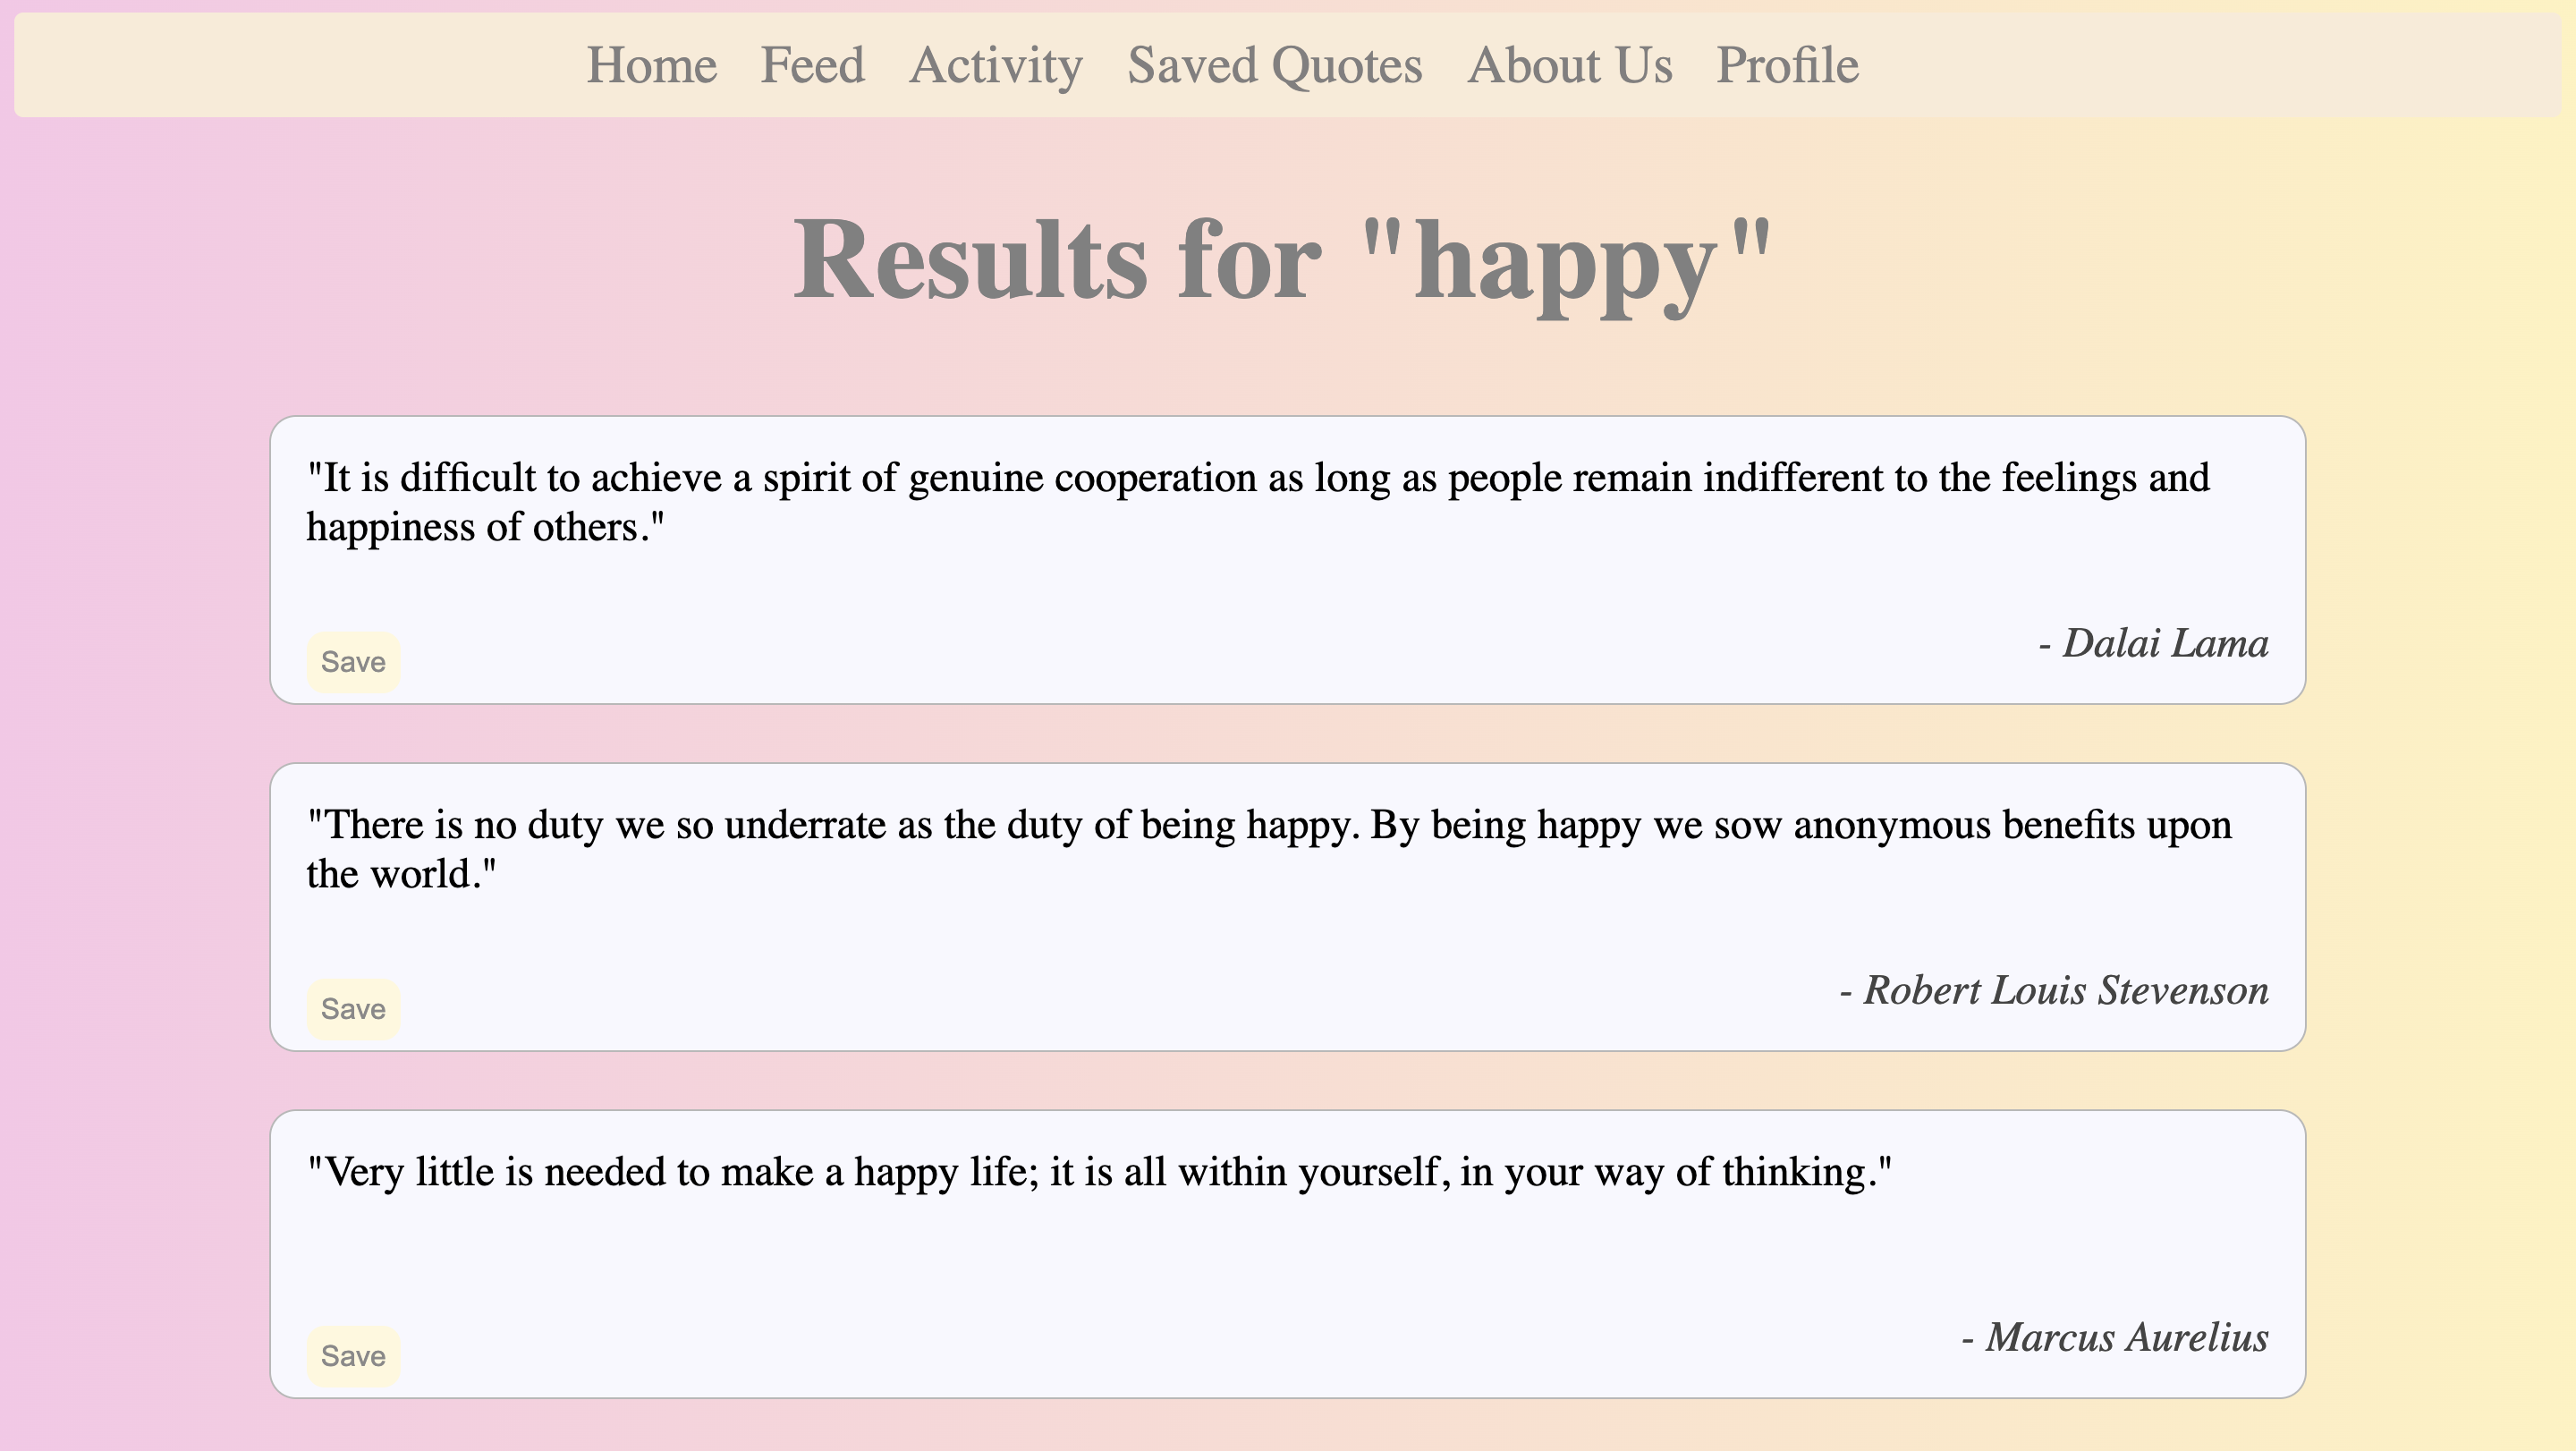 Home Feed Activity Saved Quotes About Us Profile
Results for "happy"
"It is difficult to achieve a spirit of genuine cooperation as long as people remain indifferent to the feelings and
happiness of others."
- Dalai Lama
Save
"There is no duty we so underrate as the duty of being happy. By being happy we sow anonymous benefits upon
the world."
- Robert Louis Stevenson
Save
"Very little is needed to make a happy life; it is all within yourself, in your way of thinking."
- Marcus Aurelius
Save